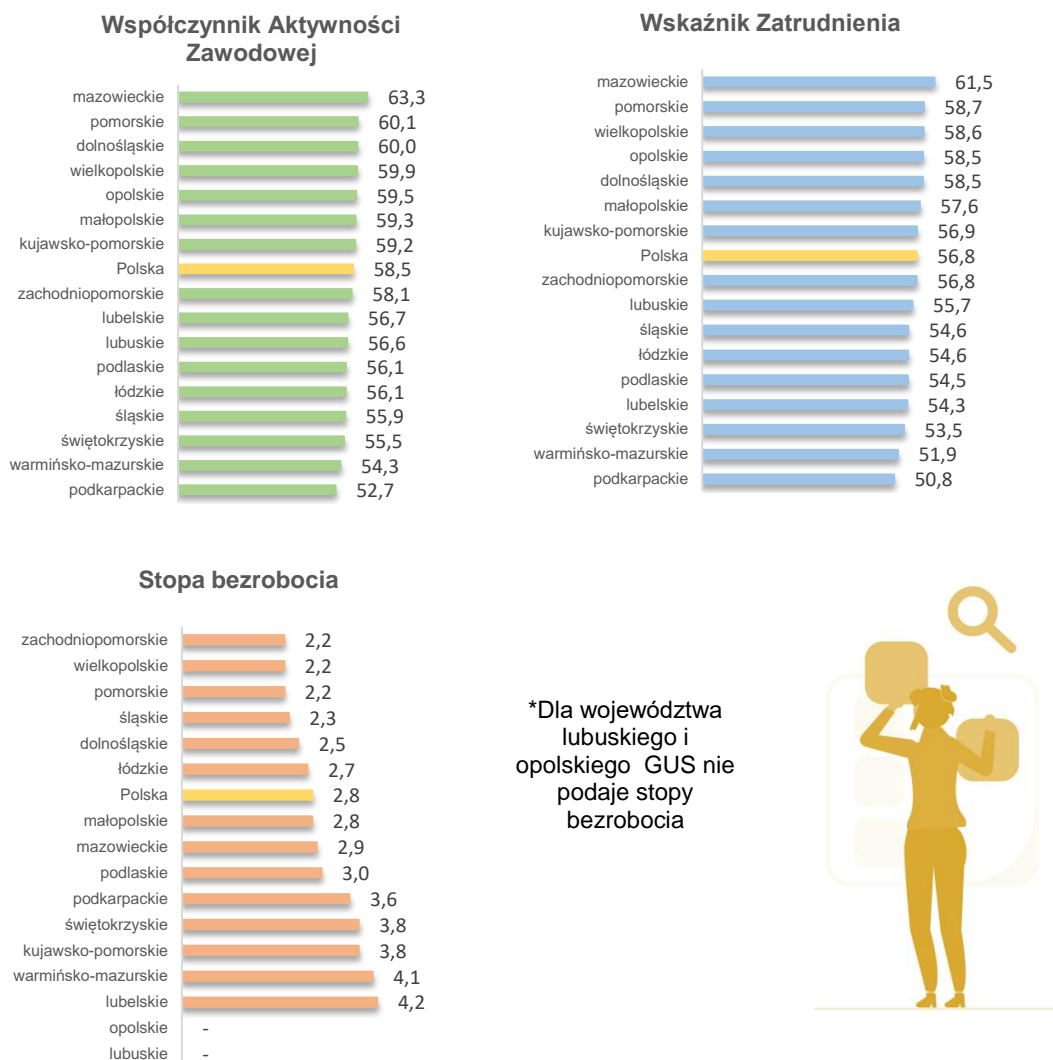 Współczynnik Aktywności
Zawodowej
mazowieckie 63,3
pomorskie 60,1
dolnośląskie 60,0
wielkopolskie 59,9
opolskie 59,5
małopolskie 59,3
kujawsko-pomorskie 59,2
Polska 58,5
zachodniopomorskie 58,1
lubelskie 56,7
lubuskie 56,6
podlaskie 56,1
łódzkie 56,1
śląskie 55,9
świętokrzyskie 55,5
warmińsko-mazurskie 54,3
podkarpackie 52,7
Wskaźnik Zatrudnienia
mazowieckie 61,5
pomorskie 58,7
wielkopolskie 58,6
opolskie 58,5
dolnośląskie 58,5
małopolskie 57,6
kujawsko-pomorskie 56,9
Polska 56,8
zachodniopomorskie 56,8
lubuskie 55,7
śląskie 54,6
łódzkie 54,6
podlaskie 54,5
lubelskie 54,3
świętokrzyskie 53,5
warmińsko-mazurskie 51,9
podkarpackie 50,8
Stopa bezrobocia
zachodniopomorskie 2,2
wielkopolskie 2,2
pomorskie 2,2
śląskie 2,3
dolnośląskie 2,5
łódzkie 2,7
Polska 2,8
małopolskie 2,8
mazowieckie 2,9
podlaskie 3,0
podkarpackie 3,6
świętokrzyskie 3,8
kujawsko-pomorskie 3,8
warmińsko-mazurskie 4,1
lubelskie 4,2
opolskie -
lubuskie -
*Dla województwa
lubuskiego i
opolskiego GUS nie
podaje stopy
bezrobocia